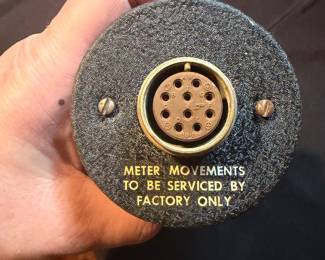 METER MOVEMENTS
TO BE SERVICED BY
FACTORY ONLY